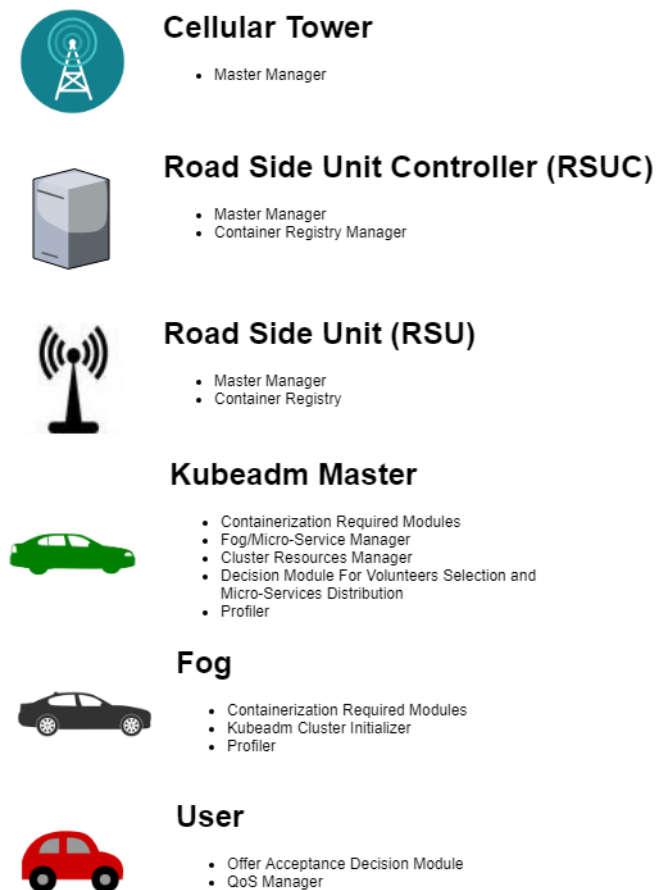 Cellular Tower
• Master Manager
Road Side Unit Controller (RSUC)
• Master Manager
• Container Registry Manager
Road Side Unit (RSU)
• Master Manager
• Container Registry
Kubeadm Master
• Containerization Required Modules
• Fog/Micro-Service Manager
• Cluster Resources Manager
• Decision Module For Volunteers Selection and
Micro-Services Distribution
• Profiler
Fog
• Containerization Required Modules
• Kubeadm Cluster Initializer
• Profiler
User
• Offer Acceptance Decision Module
• QoS Manager